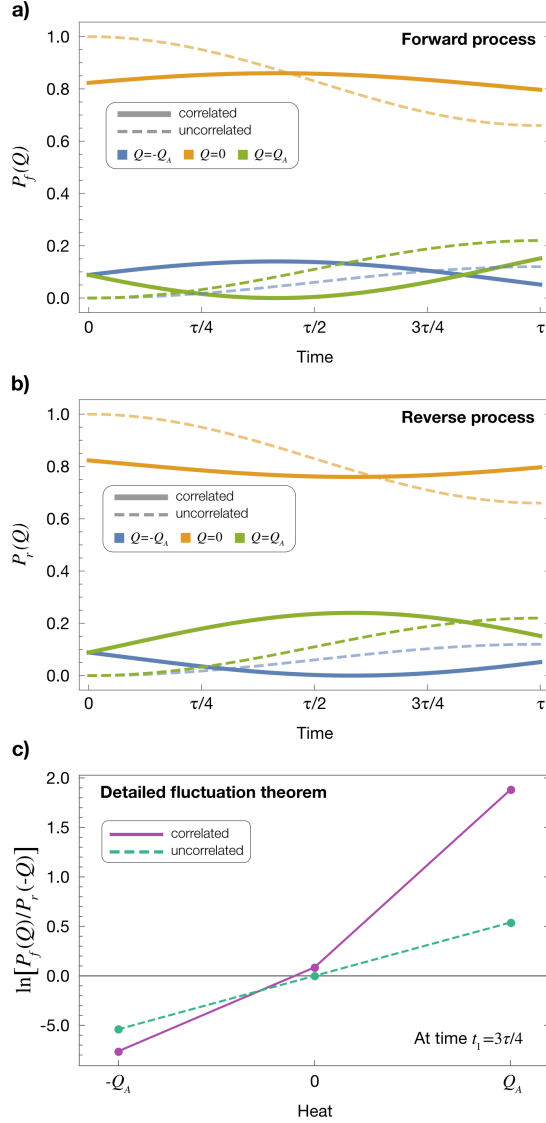 a)
Forward process
1.0
0.8
0.6
0.4
0.2
0.0
P_f(Q)
correlated
uncorrelated
Q=-Q_A Q=0 Q=Q_A
0 τ/4 τ/2 3τ/4 τ
Time
b)
Reverse process
1.0
0.8
0.6
0.4
0.2
0.0
P_r(Q)
correlated
uncorrelated
Q=-Q_A Q=0 Q=Q_A
0 τ/4 τ/2 3τ/4 τ
Time
c)
Detailed fluctuation theorem
2.0
1.5
1.0
0.5
0.0
-5.0
ln[P_f(Q)/P_r(-Q)]
correlated
uncorrelated
At time t_1=3τ/4
-Q_A 0 Q_A
Heat